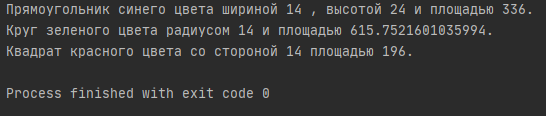 Прямоугольник синего цвета шириной 14 , высотой 24 и площадью 336.
Круг зеленого цвета радиусом 14 и площадью 615.7521601035994.
Квадрат красного цвета со стороной 14 площадью 196.
Process finished with exit code 0